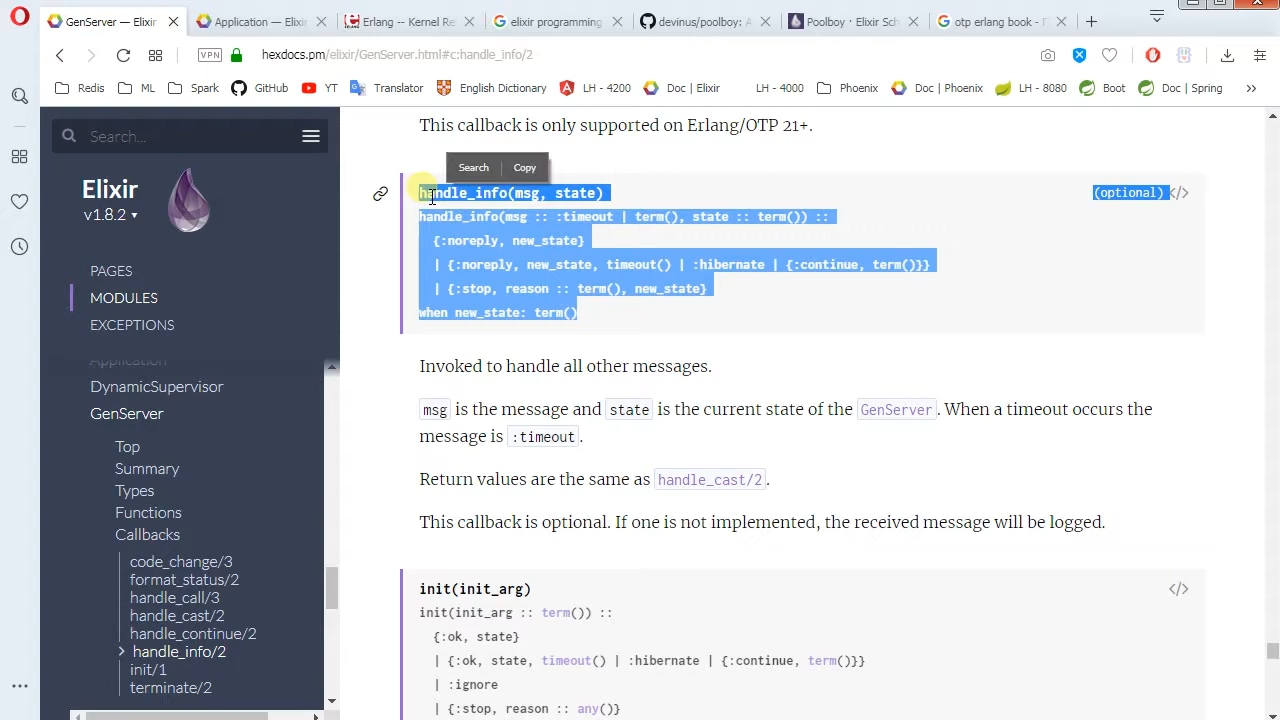 GenServer — Elixir
Application — Elixi
Erlang -- Kernel Re
elixir programming
devinus/poolboy:
Poolboy · Elixir Sch
otp erlang book -
VPN
hexdocs.pm/elixir/GenServer.html#c:handle_info/2
Redis ML Spark GitHub YT Translator English Dictionary LH - 4200 Doc | Elixir LH - 4000 Phoenix Doc | Phoenix LH - 8080 Boot Doc | Spring »
Search...
Elixir
v1.8.2
PAGES
MODULES
EXCEPTIONS
Application
DynamicSupervisor
GenServer
Top
Summary
Types
Functions
Callbacks
code_change/3
format_status/2
handle_call/3
handle_cast/2
handle_continue/2
handle_info/2
init/1
terminate/2
This callback is only supported on Erlang/OTP 21+.
Search Copy
handle_info(msg, state) (optional) </>
handle_info(msg :: :timeout | term(), state :: term()) ::
{:noreply, new_state}
| {:noreply, new_state, timeout() | :hibernate | {:continue, term()}}
| {:stop, reason :: term(), new_state}
when new_state: term()
Invoked to handle all other messages.
msg is the message and state is the current state of the GenServer. When a timeout occurs the
message is :timeout.
Return values are the same as handle_cast/2.
This callback is optional. If one is not implemented, the received message will be logged.
init(init_arg) </>
init(init_arg :: term()) ::
{:ok, state}
| {:ok, state, timeout() | :hibernate | {:continue, term()}}
| :ignore
| {:stop, reason :: any()}